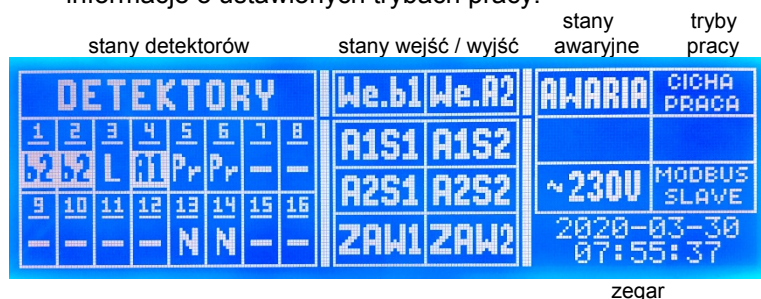 informacje o ustawionych trybach pracy.
stany detektorów
stany wejść / wyjść
stany awaryjne
tryby pracy
DETEKTORY
1 2 3 4 5 6 7 8
b2 b2 L A1 Pr Pr — —
9 10 11 12 13 14 15 16
— — — — N N — —
We.b1 We.A2
A1S1 A1S2
A2S1 A2S2
ZAW1 ZAW2
AWARIA
CICHA
PRACA
~230V
MODBUS
SLAVE
2020-03-30
07:55:37
zegar